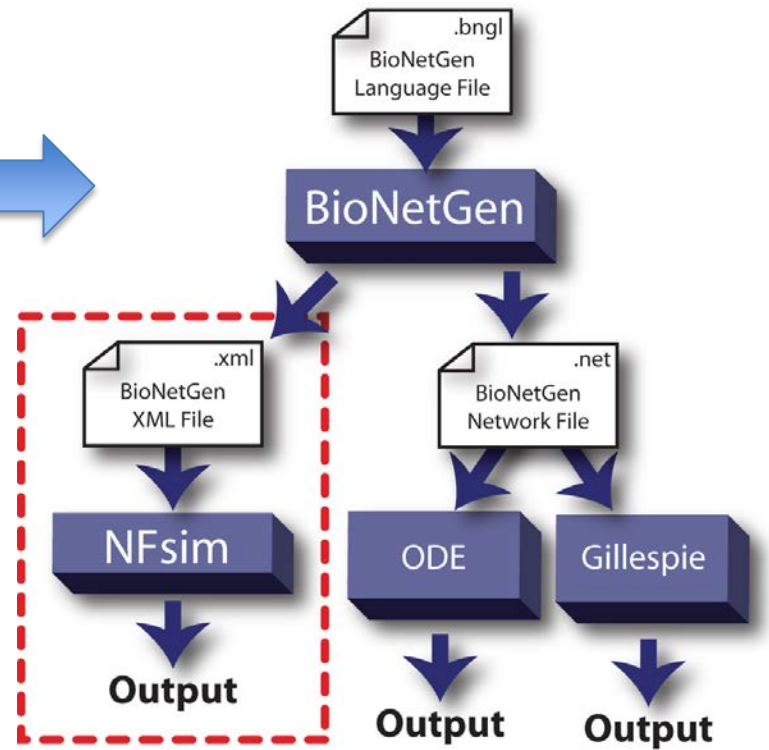 .bngl
BioNetGen
Language File
BioNetGen
.xml
BioNetGen
XML File
.net
BioNetGen
Network File
NFsim
ODE
Gillespie
Output
Output
Output